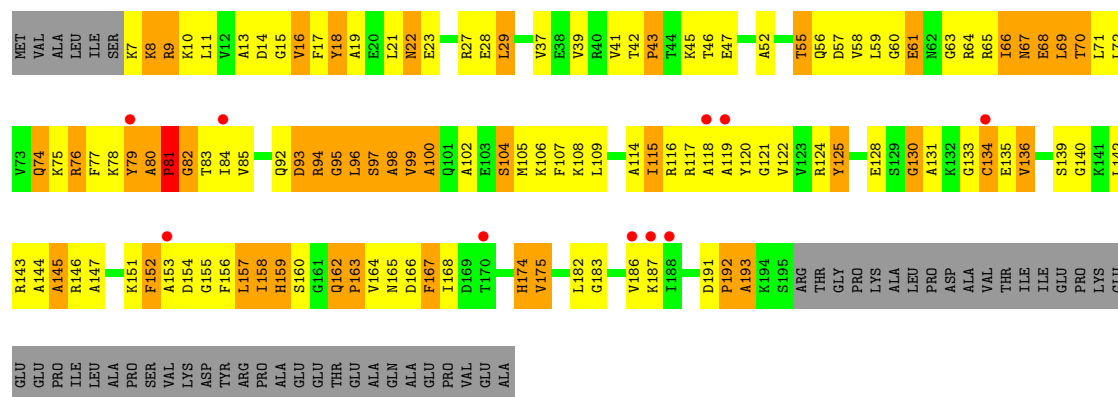 MET VAL ALA LEU ILE SER K7 K8 R9 K10 L11 V12 A13 D14 G15 V16 F17 Y18 A19 E20 L21 N22 E23 R27 E28 L29 V37 E38 V39 R40 V41 T42 P43 T44 K45 T46 E47 A52 T55 Q56 D57 V58 L59 G60 E61 N62 G63 R64 R65 I66 N67 E68 L69 T70 L71 L72
V73 Q74 K75 R76 F77 K78 Y79 A80 P81 G82 T83 I84 V85 Q92 D93 R94 G95 L96 S97 A98 V99 A100 Q101 A102 E103 S104 M105 K106 F107 K108 L109 A114 I115 R116 R117 A118 A119 Y120 G121 V122 V123 R124 Y125 E128 S129 G130 A131 K132 G133 C134 E135 V136 S139 G140 K141 L142
R143 A144 A145 R146 A147 K151 F152 A153 D154 G155 F156 L157 I158 H159 S160 G161 Q162 P163 V164 N165 D166 F167 I168 D169 T170 H174 V175 L182 G183 V186 K187 I188 D191 P192 A193 K194 S195 ARG THR GLY PRO LYS ALA LEU PRO ASP ALA VAL THR ILE ILE GLU PRO LYS GLU
GLU GLU PRO ILE LEU ALA PRO SER VAL LYS ASP TYR ARG PRO ALA GLU GLU THR GLU ALA GLN ALA GLU PRO VAL GLU ALA